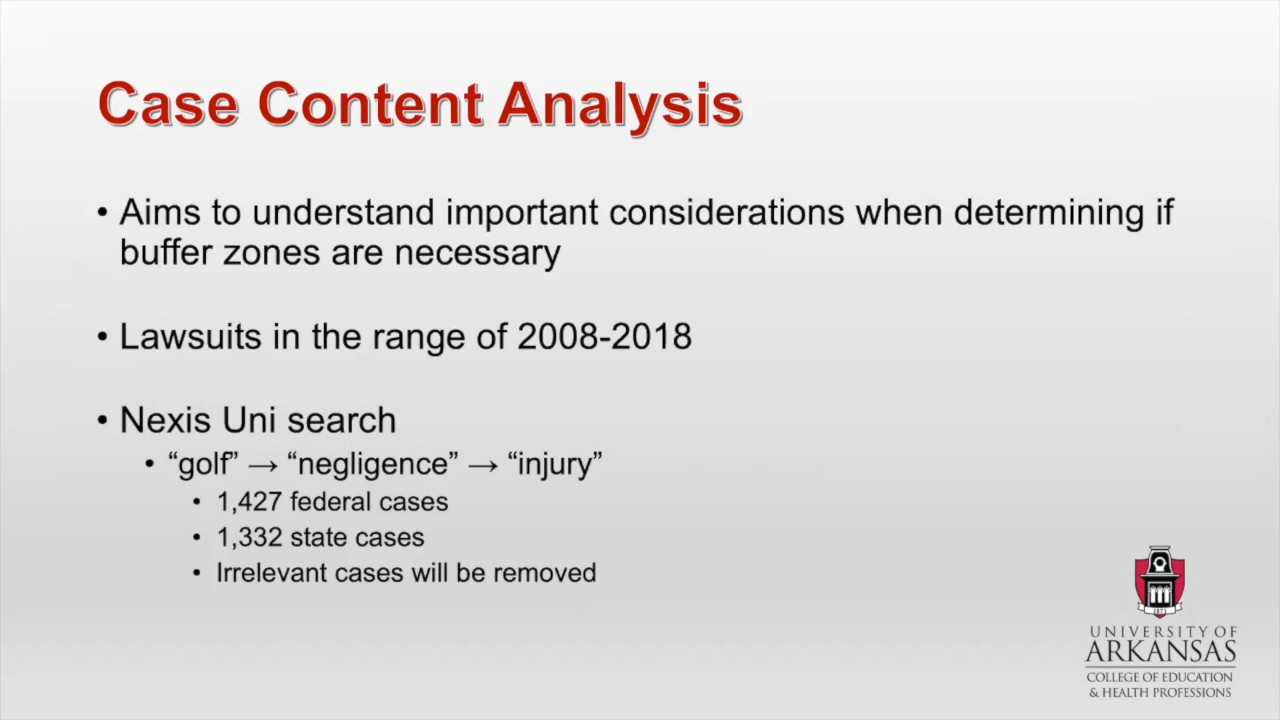 Case Content Analysis
• Aims to understand important considerations when determining if
buffer zones are necessary
• Lawsuits in the range of 2008-2018
• Nexis Uni search
• “golf” → “negligence” → “injury”
• 1,427 federal cases
• 1,332 state cases
• Irrelevant cases will be removed
1871
UNIVERSITY OF
ARKANSAS
COLLEGE OF EDUCATION
& HEALTH PROFESSIONS